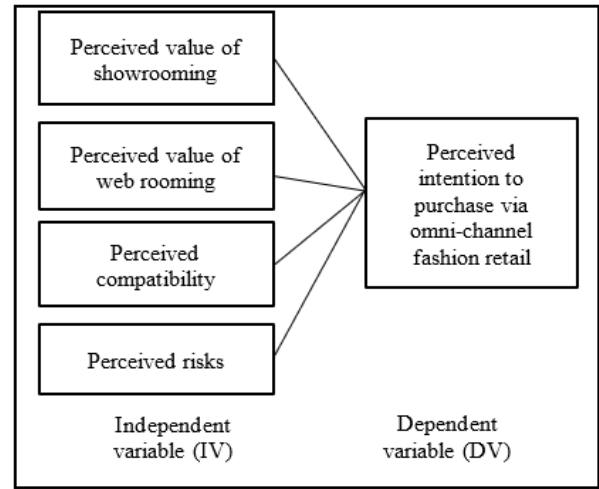 Perceived value of
showrooming
Perceived value of
web rooming
Perceived
compatibility
Perceived risks
Independent
variable (IV)
Perceived
intention to
purchase via
omni-channel
fashion retail
Dependent
variable (DV)